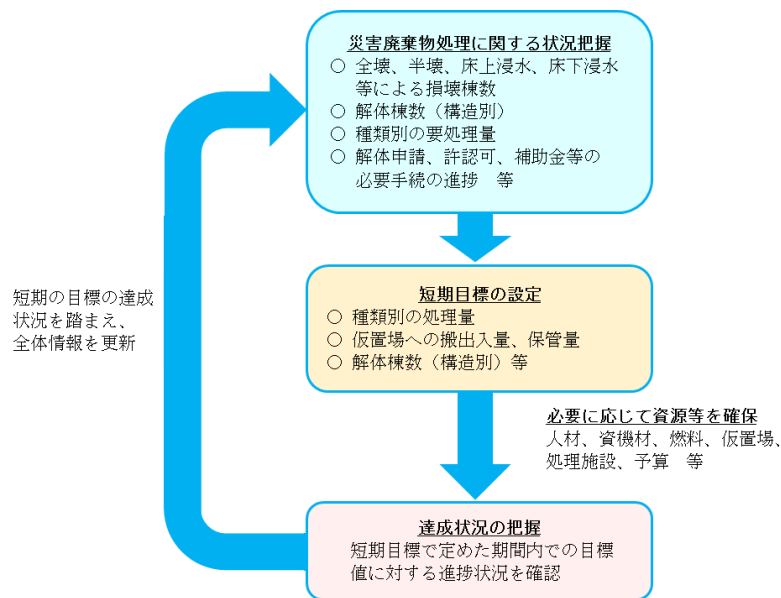 災害廃棄物処理に関する状況把握
○ 全壊、半壊、床上浸水、床下浸水
等による損壊棟数
○ 解体棟数（構造別）
○ 種類別の要処理量
○ 解体申請、許認可、補助金等の
必要手続の進捗　等
短期目標の設定
○ 種類別の処理量
○ 仮置場への搬出入量、保管量
○ 解体棟数（構造別）等
短期の目標の達成
状況を踏まえ、
全体情報を更新
必要に応じて資源等を確保
人材、資機材、燃料、仮置場、
処理施設、予算　等
達成状況の把握
短期目標で定めた期間内での目標
値に対する進捗状況を確認